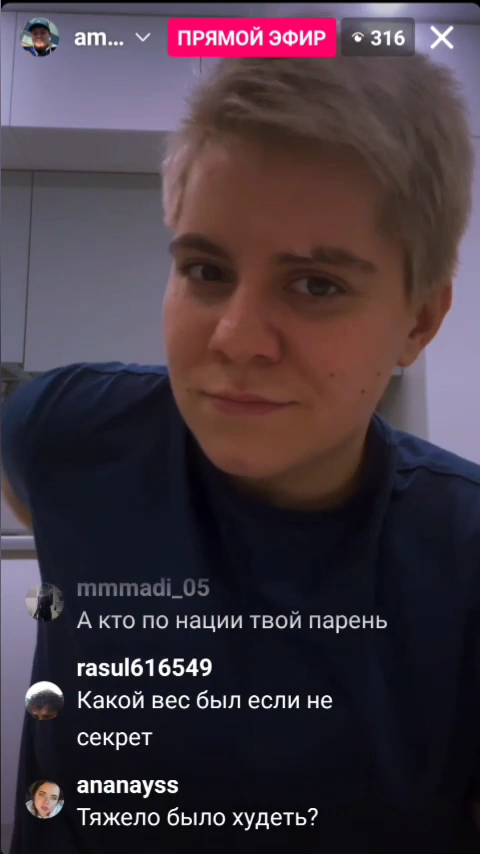 am...
ПРЯМОЙ ЭФИР
316
mmmadi_05
А кто по нации твой парень
rasul616549
Какой вес был если не
секрет
ananayss
Тяжело было худеть?